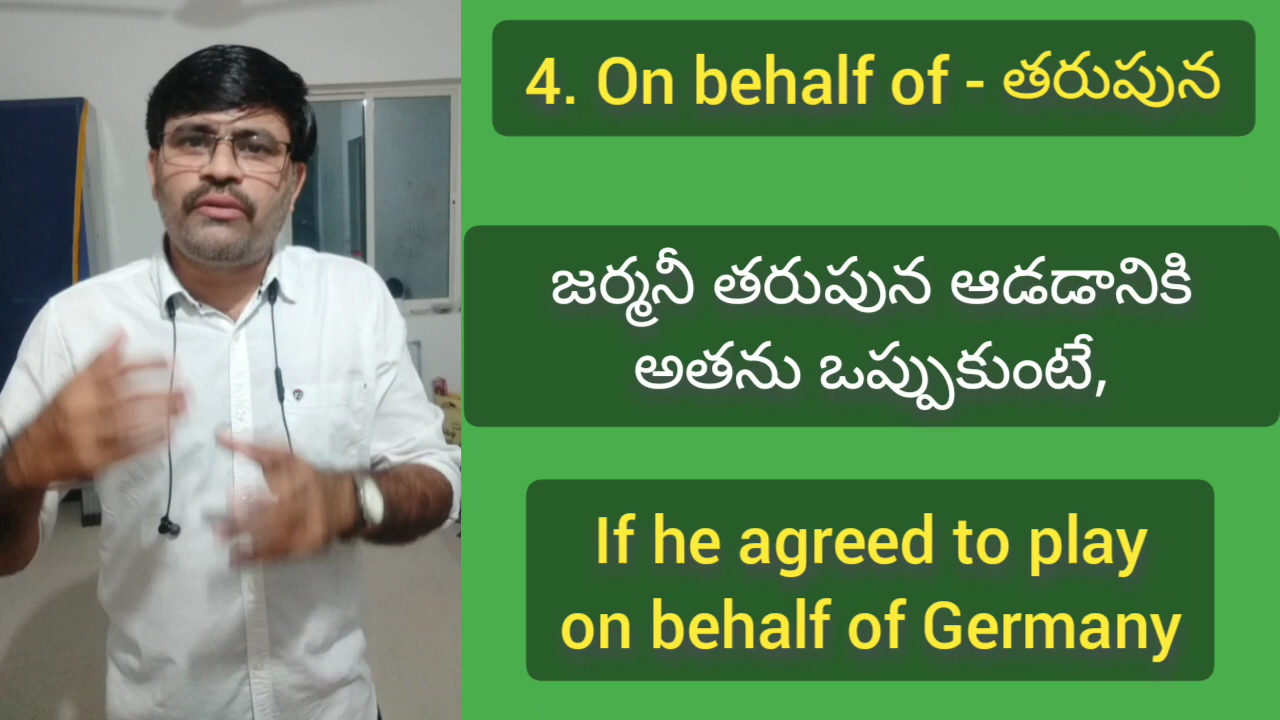 4. On behalf of - తరుపున
జర్మనీ తరుపున ఆడడానికి
అతను ఒప్పుకుంటే,
If he agreed to play
on behalf of Germany